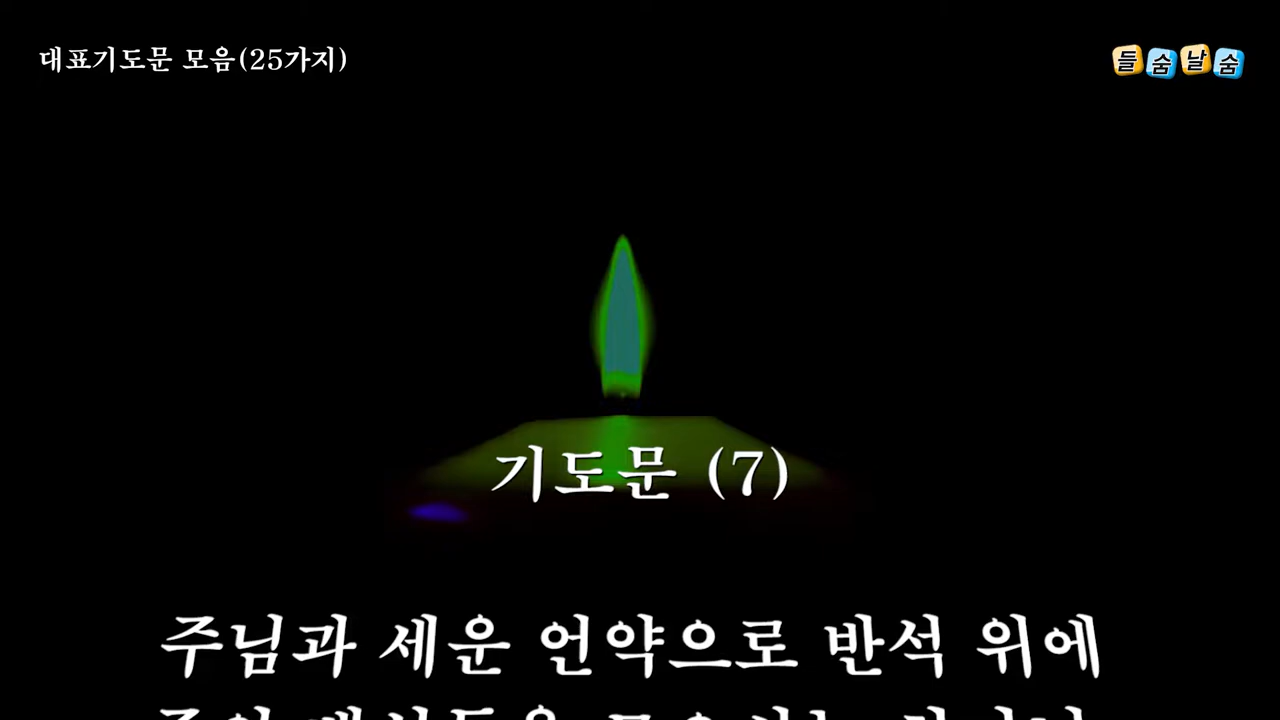 대표기도문 모음(25가지)
들숨날숨
기도문 (7)
주님과 세운 언약으로 반석 위에